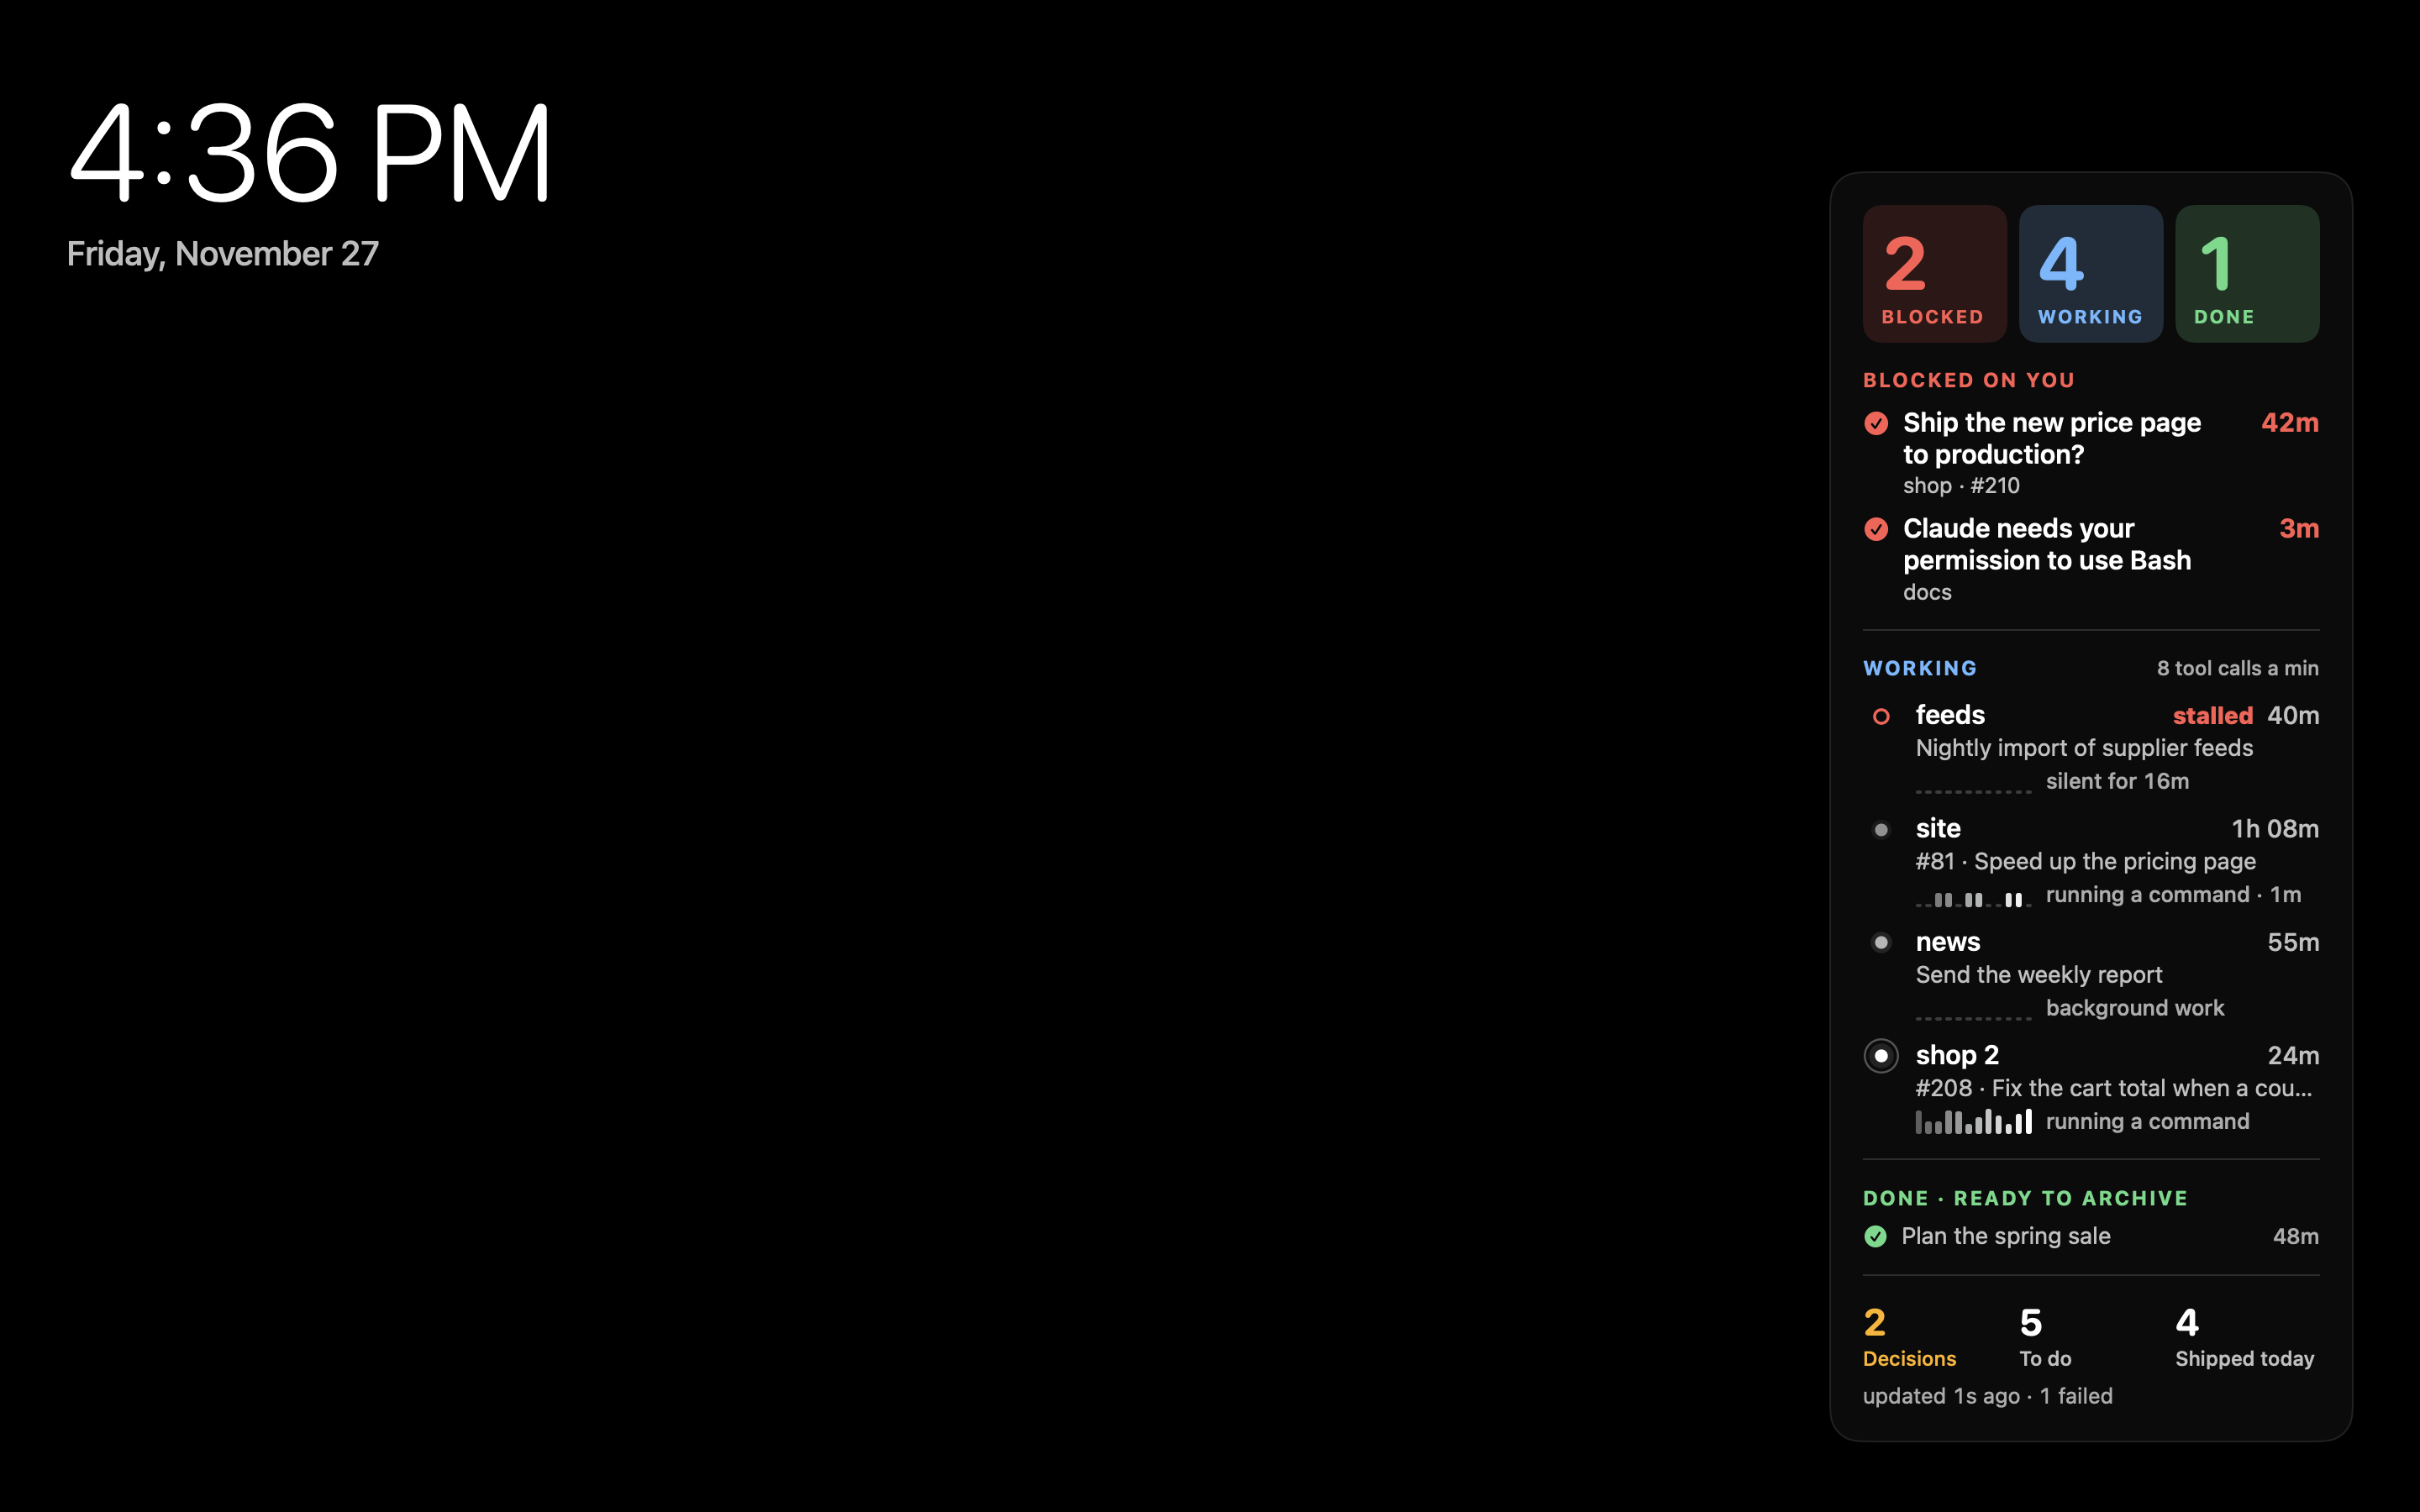 4:36 PM
Friday, November 27
2
BLOCKED
4
WORKING
1
DONE
BLOCKED ON YOU
Ship the new price page 42m
to production?
shop · #210
Claude needs your 3m
permission to use Bash
docs
WORKING 8 tool calls a min
feeds stalled 40m
Nightly import of supplier feeds
silent for 16m
site 1h 08m
#81 · Speed up the pricing page
running a command · 1m
news 55m
Send the weekly report
background work
shop 2 24m
#208 · Fix the cart total when a cou...
running a command
DONE · READY TO ARCHIVE
Plan the spring sale 48m
2 5 4
Decisions To do Shipped today
updated 1s ago · 1 failed